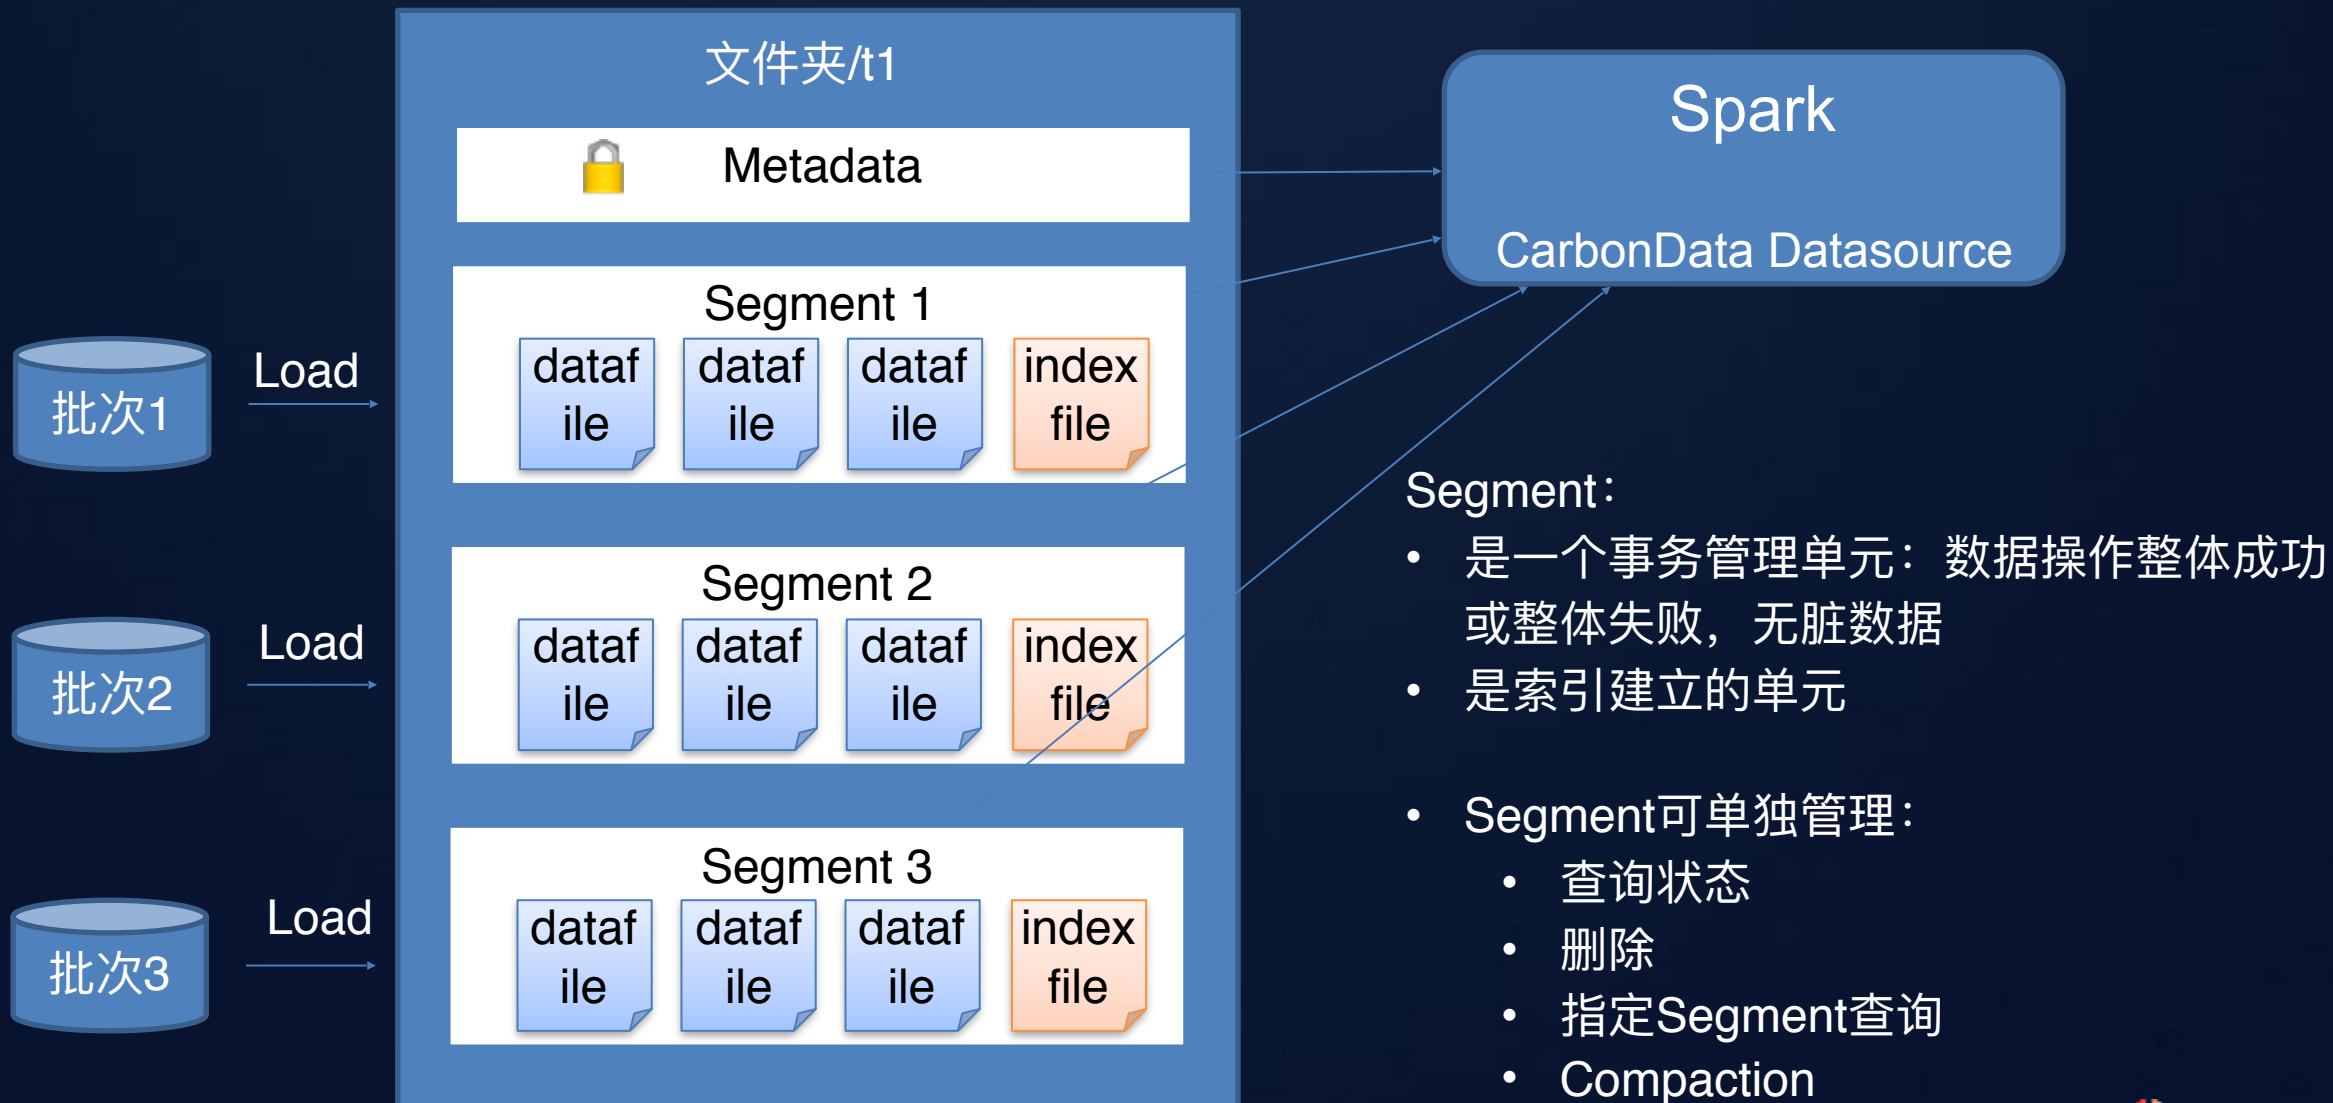 文件夹/t1
Metadata
Segment 1
dataf
ile
dataf
ile
dataf
ile
index
file
Segment 2
dataf
ile
dataf
ile
dataf
ile
index
file
Segment 3
dataf
ile
dataf
ile
dataf
ile
index
file
批次1
Load
批次2
Load
批次3
Load
Spark
CarbonData Datasource
Segment：
• 是一个事务管理单元：数据操作整体成功
或整体失败，无脏数据
• 是索引建立的单元
• Segment可单独管理：
• 查询状态
• 删除
• 指定Segment查询
• Compaction